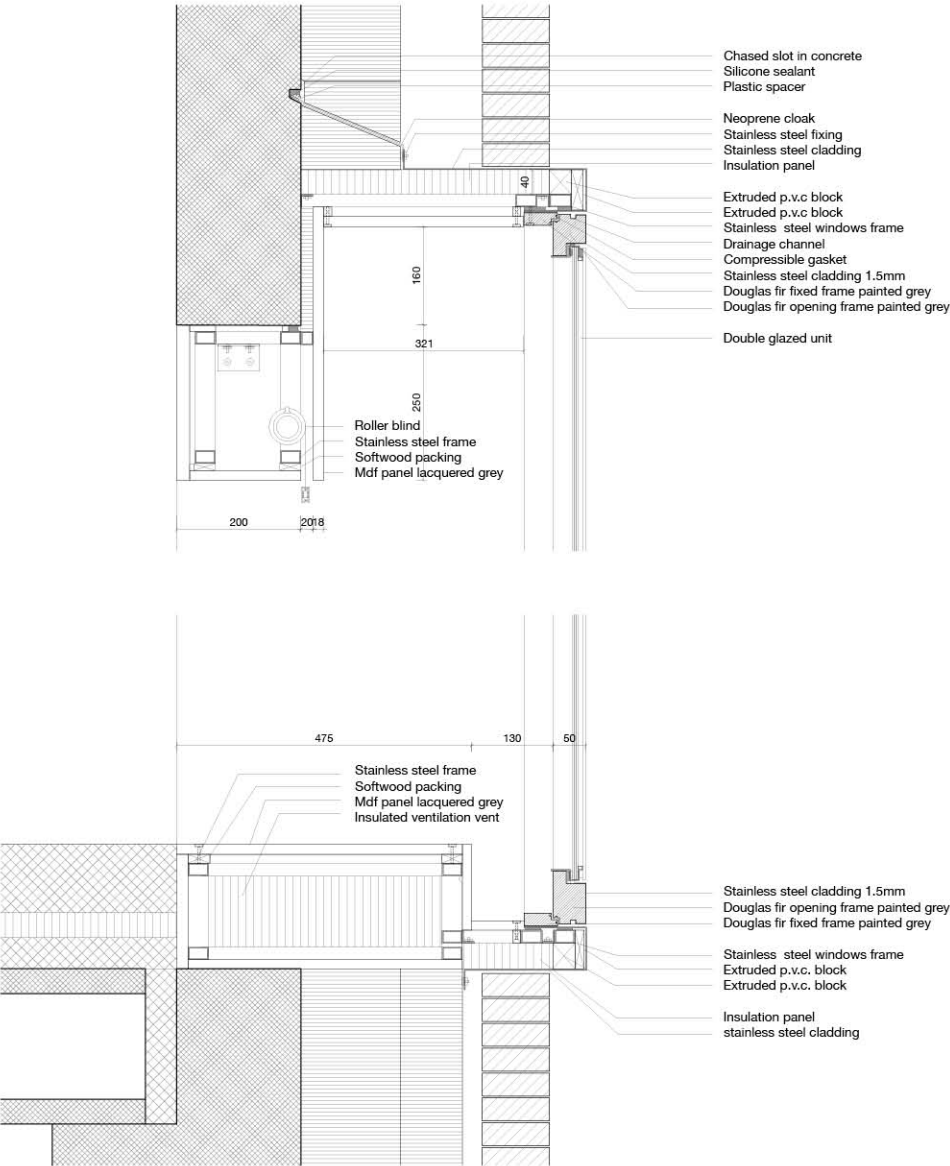 Chased slot in concrete
Silicone sealant
Plastic spacer
Neoprene cloak
Stainless steel fixing
Stainless steel cladding
Insulation panel
40
Extruded p.v.c block
Extruded p.v.c block
Stainless steel windows frame
Drainage channel
Compressible gasket
Stainless steel cladding 1.5mm
Douglas fir fixed frame painted grey
Douglas fir opening frame painted grey
Double glazed unit
160
321
250
Roller blind
Stainless steel frame
Softwood packing
Mdf panel lacquered grey
200 20 18
475 130 50
Stainless steel frame
Softwood packing
Mdf panel lacquered grey
Insulated ventilation vent
Stainless steel cladding 1.5mm
Douglas fir opening frame painted grey
Douglas fir fixed frame painted grey
Stainless steel windows frame
Extruded p.v.c. block
Extruded p.v.c. block
Insulation panel
stainless steel cladding